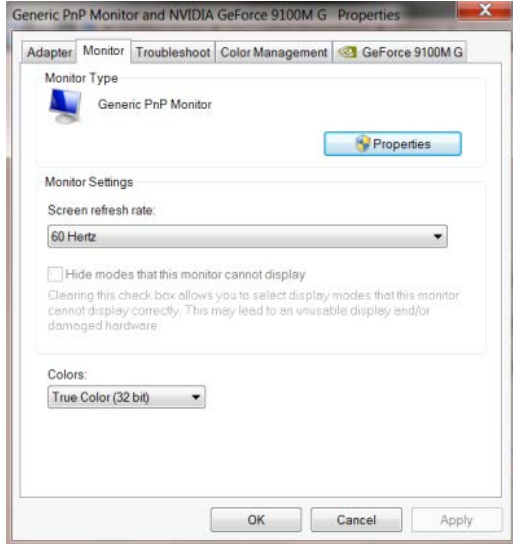 Generic PnP Monitor and NVIDIA GeForce 9100M G Properties
X
Adapter Monitor Troubleshoot Color Management GeForce 9100M G
Monitor Type
Generic PnP Monitor
Properties
Monitor Settings
Screen refresh rate:
60 Hertz
Hide modes that this monitor cannot display
Clearing this check box allows you to select display modes that this monitor
cannot display correctly. This may lead to an unusable display and/or
damaged hardware.
Colors:
True Color (32 bit)
OK Cancel Apply